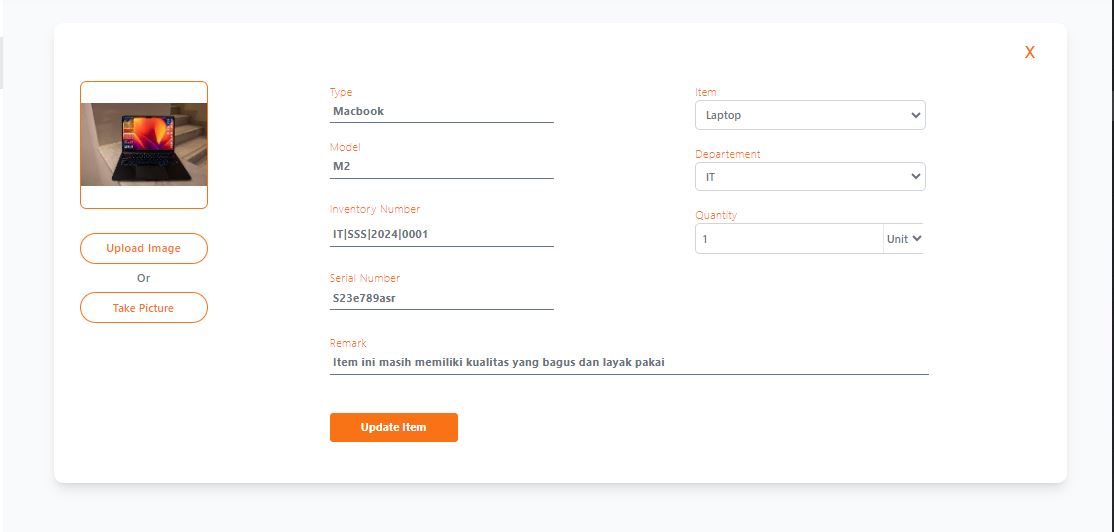 X
Type
Macbook
Item
Laptop
Model
M2
Departement
IT
Inventory Number
IT|SSS|2024|0001
Quantity
1
Unit
Upload Image
Or
Take Picture
Serial Number
S23e789asr
Remark
Item ini masih memiliki kualitas yang bagus dan layak pakai
Update Item